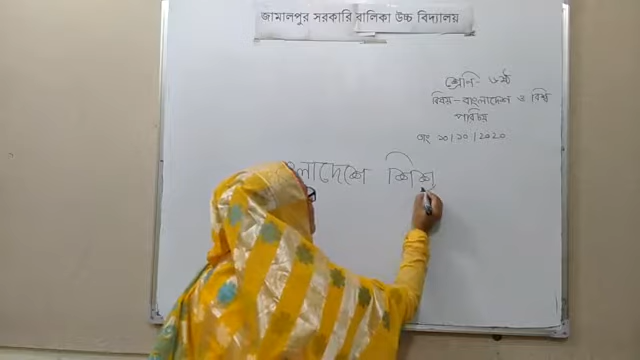 জামালপুর সরকারি বালিকা উচ্চ বিদ্যালয়
শ্রেণি - ৬ষ্ঠ
বিষয় - বাংলাদেশ ও বিশ্ব
পরিচয়
তাং ২০/১০/২০২০
লাদেশে শিশু